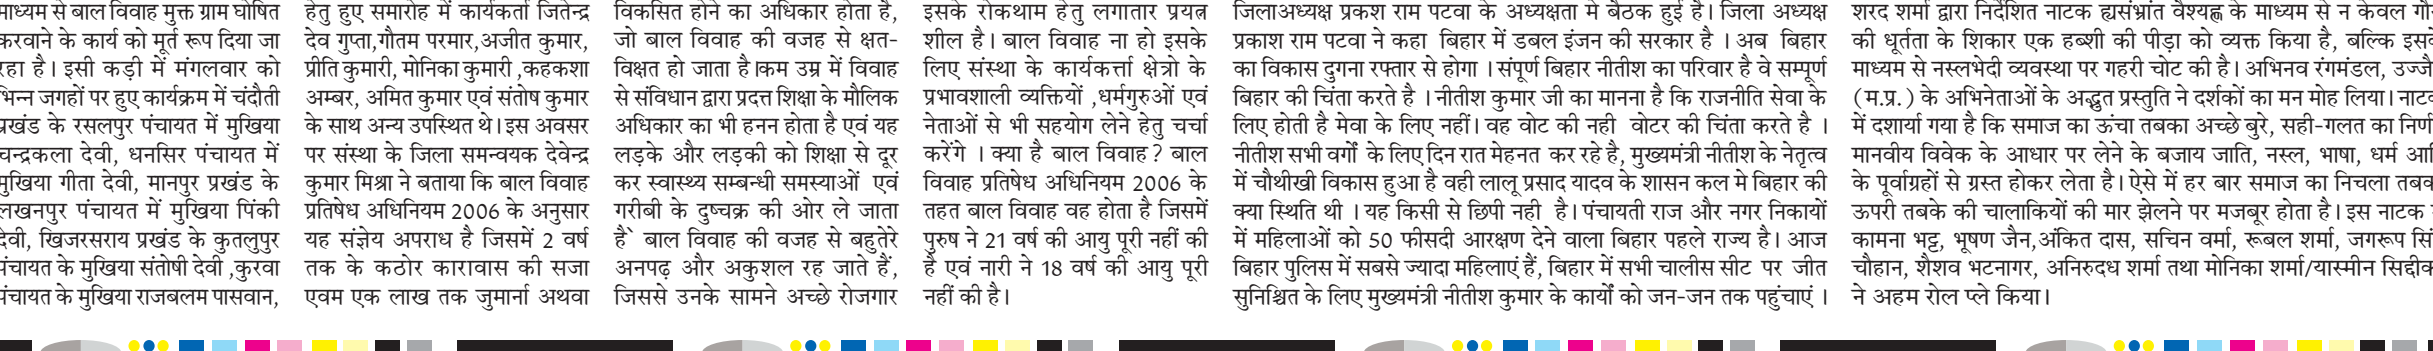 माध्यम से बाल विवाह मुक्त ग्राम घोषित
करवाने के कार्य को मूर्त रूप दिया जा
रहा है। इसी कड़ी में मंगलवार को
भिन्न जगहों पर हुए कार्यक्रम में चंदौती
प्रखंड के रसलपुर पंचायत में मुखिया
चन्द्रकला देवी, धनसिर पंचायत में
मुखिया गीता देवी, मानपुर प्रखंड के
लखनपुर पंचायत में मुखिया पिंकी
देवी, खिजरसराय प्रखंड के कुतलुपुर
पंचायत के मुखिया संतोषी देवी ,कुरवा
पंचायत के मुखिया राजबलम पासवान,
हेतु हुए समारोह में कार्यकर्ता जितेन्द्र
देव गुप्ता,गौतम परमार,अजीत कुमार,
प्रीति कुमारी, मोनिका कुमारी ,कहकशा
अम्बर, अमित कुमार एवं संतोष कुमार
के साथ अन्य उपस्थित थे। इस अवसर
पर संस्था के जिला समन्वयक देवेन्द्र
कुमार मिश्रा ने बताया कि बाल विवाह
प्रतिषेध अधिनियम 2006 के अनुसार
यह संज्ञेय अपराध है जिसमें 2 वर्ष
तक के कठोर कारावास की सजा
एवम एक लाख तक जुमार्ना अथवा
विकसित होने का अधिकार होता है,
जो बाल विवाह की वजह से क्षत-
विक्षत हो जाता है।कम उम्र में विवाह
से संविधान द्वारा प्रदत्त शिक्षा के मौलिक
अधिकार का भी हनन होता है एवं यह
लड़के और लड़की को शिक्षा से दूर
कर स्वास्थ्य सम्बन्धी समस्याओं एवं
गरीबी के दुष्चक्र की ओर ले जाता
है` बाल विवाह की वजह से बहुतेरे
अनपढ़ और अकुशल रह जाते हैं,
जिससे उनके सामने अच्छे रोजगार
इसके रोकथाम हेतु लगातार प्रयत्न
शील है। बाल विवाह ना हो इसके
लिए संस्था के कार्यकर्त्ता क्षेत्रो के
प्रभावशाली व्यक्तियों ,धर्मगुरुओं एवं
नेताओं से भी सहयोग लेने हेतु चर्चा
करेंगे । क्या है बाल विवाह? बाल
विवाह प्रतिषेध अधिनियम 2006 के
तहत बाल विवाह वह होता है जिसमें
पुरुष ने 21 वर्ष की आयु पूरी नहीं की
है एवं नारी ने 18 वर्ष की आयु पूरी
नहीं की है।
जिलाअध्यक्ष प्रकश राम पटवा के अध्यक्षता मे बैठक हुई है। जिला अध्यक्ष
प्रकाश राम पटवा ने कहा बिहार में डबल इंजन की सरकार है । अब बिहार
का विकास दुगना रफ्तार से होगा । संपूर्ण बिहार नीतीश का परिवार है वे सम्पूर्ण
बिहार की चिंता करते है । नीतीश कुमार जी का मानना है कि राजनीति सेवा के
लिए होती है मेवा के लिए नहीं। वह वोट की नही वोटर की चिंता करते है ।
नीतीश सभी वर्गों के लिए दिन रात मेहनत कर रहे है, मुख्यमंत्री नीतीश के नेतृत्व
में चौथीखी विकास हुआ है वही लालू प्रसाद यादव के शासन कल मे बिहार की
क्या स्थिति थी । यह किसी से छिपी नही है। पंचायती राज और नगर निकायों
में महिलाओं को 50 फीसदी आरक्षण देने वाला बिहार पहले राज्य है। आज
बिहार पुलिस में सबसे ज्यादा महिलाएं हैं, बिहार में सभी चालीस सीट पर जीत
सुनिश्चित के लिए मुख्यमंत्री नीतीश कुमार के कार्यों को जन-जन तक पहुंचाएं ।
शरद शर्मा द्वारा निर्देशित नाटक ह्यसंभ्रांत वैश्यह्ण के माध्यम से न केवल
की धूर्तता के शिकार एक हब्शी की पीड़ा को व्यक्त किया है, बल्कि इसके
माध्यम से नस्लभेदी व्यवस्था पर गहरी चोट की है। अभिनव रंगमंडल, उज्जैन
(म.प्र.) के अभिनेताओं के अद्भुत प्रस्तुति ने दर्शकों का मन मोह लिया। नाटक
में दशार्या गया है कि समाज का ऊंचा तबका अच्छे बुरे, सही-गलत का निर्णय
मानवीय विवेक के आधार पर लेने के बजाय जाति, नस्ल, भाषा, धर्म आदि
के पूर्वाग्रहों से ग्रस्त होकर लेता है। ऐसे में हर बार समाज का निचला तबका
ऊपरी तबके की चालाकियों की मार झेलने पर मजबूर होता है। इस नाटक
कामना भट्ट, भूषण जैन,अंकित दास, सचिन वर्मा, रूबल शर्मा, जगरूप सिंह
चौहान, शैशव भटनागर, अनिरुदध शर्मा तथा मोनिका शर्मा/यास्मीन सिद्दीकी
ने अहम रोल प्ले किया।